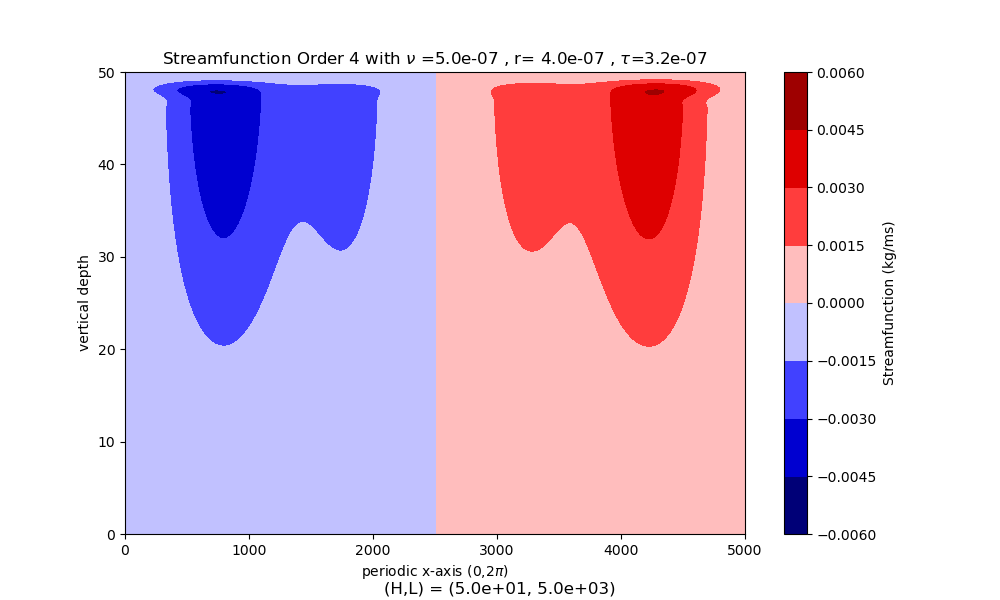 Streamfunction Order 4 with ν =5.0e-07 , r= 4.0e-07 , τ=3.2e-07
50
40
30
20
10
0
vertical depth
0 1000 2000 3000 4000 5000
periodic x-axis (0,2π)
(H,L) = (5.0e+01, 5.0e+03)
0.0060
0.0045
0.0030
0.0015
0.0000
−0.0015
−0.0030
−0.0045
−0.0060
Streamfunction (kg/ms)